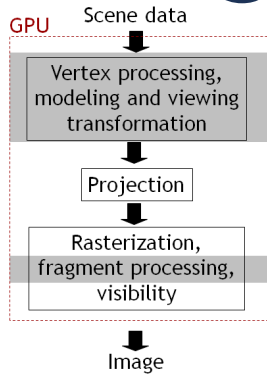 Scene data
GPU
Vertex processing,
modeling and viewing
transformation
Projection
Rasterization,
fragment processing,
visibility
Image